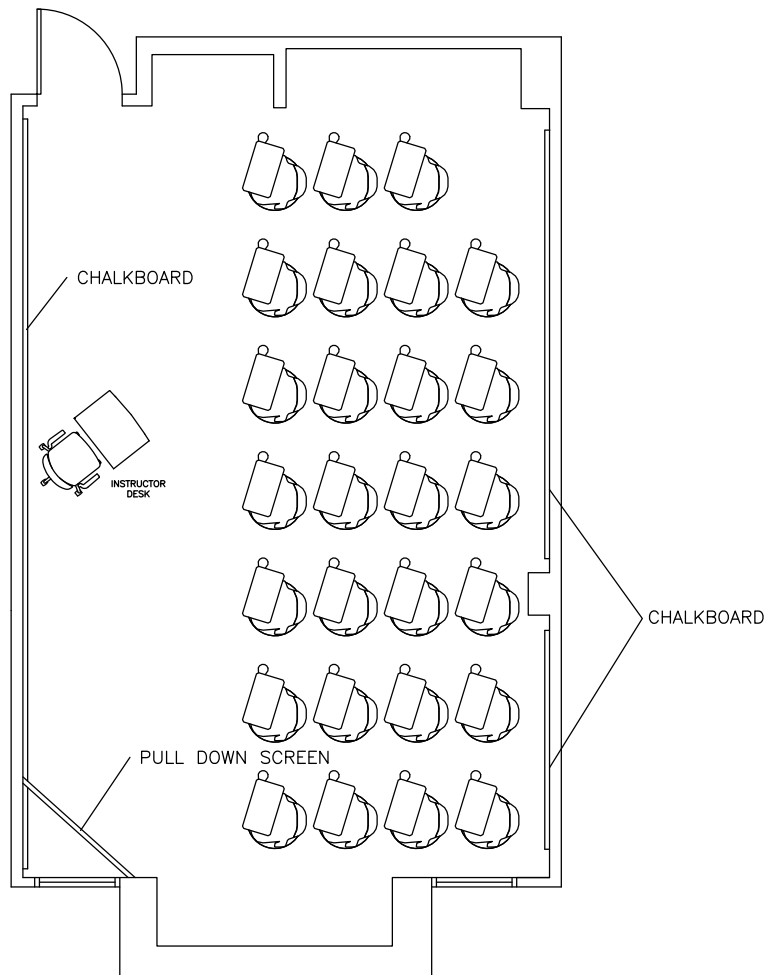 CHALKBOARD
INSTRUCTOR
DESK
CHALKBOARD
PULL DOWN SCREEN